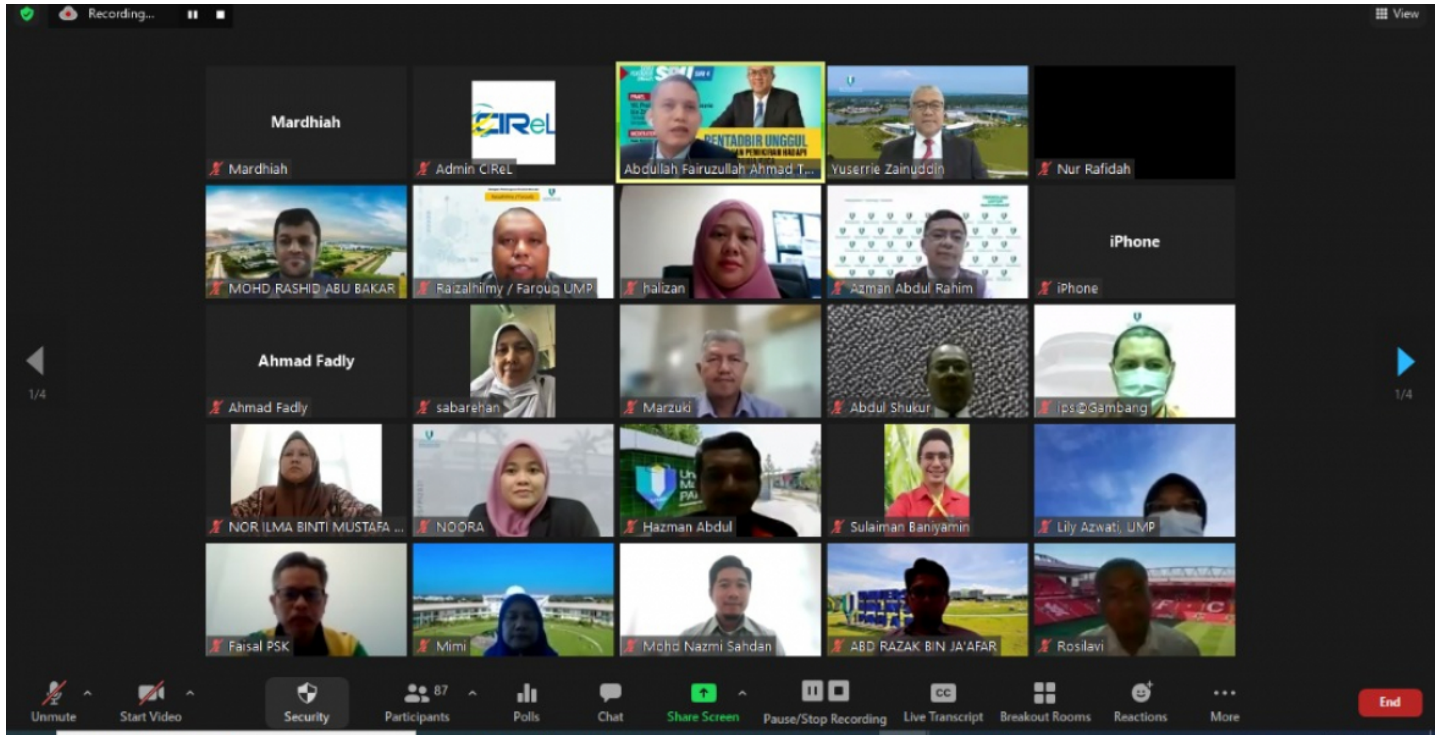 Recording...
View
Mardhiah
Mardhiah
CIReL
Admin CIReL
PENTADBIR UNGGUL
Abdullah Fairuzullah Ahmad T...
Yuserrie Zainuddin
Nur Rafidah
MOHD RASHID ABU BAKAR
Raizalhilmy / Farouq UMP
halizan
Azman Abdul Rahim
iPhone
iPhone
Ahmad Fadly
Ahmad Fadly
sabarehan
Marzuki
Abdul Shukur
ips@Gambang
NOR ILMA BINTI MUSTAFA ...
NOORA
Hazman Abdul
Sulaiman Baniyamin
Lily Azwati, UMP
Faisal PSK
Mimi
Mohd Nazmi Sahdan
ABD RAZAK BIN JA'AFAR
Rosilavi
1/4
1/4
Unmute
Start Video
Security
87
Participants
Polls
Chat
Share Screen
Pause/Stop Recording
CC
Live Transcript
Breakout Rooms
Reactions
More
End